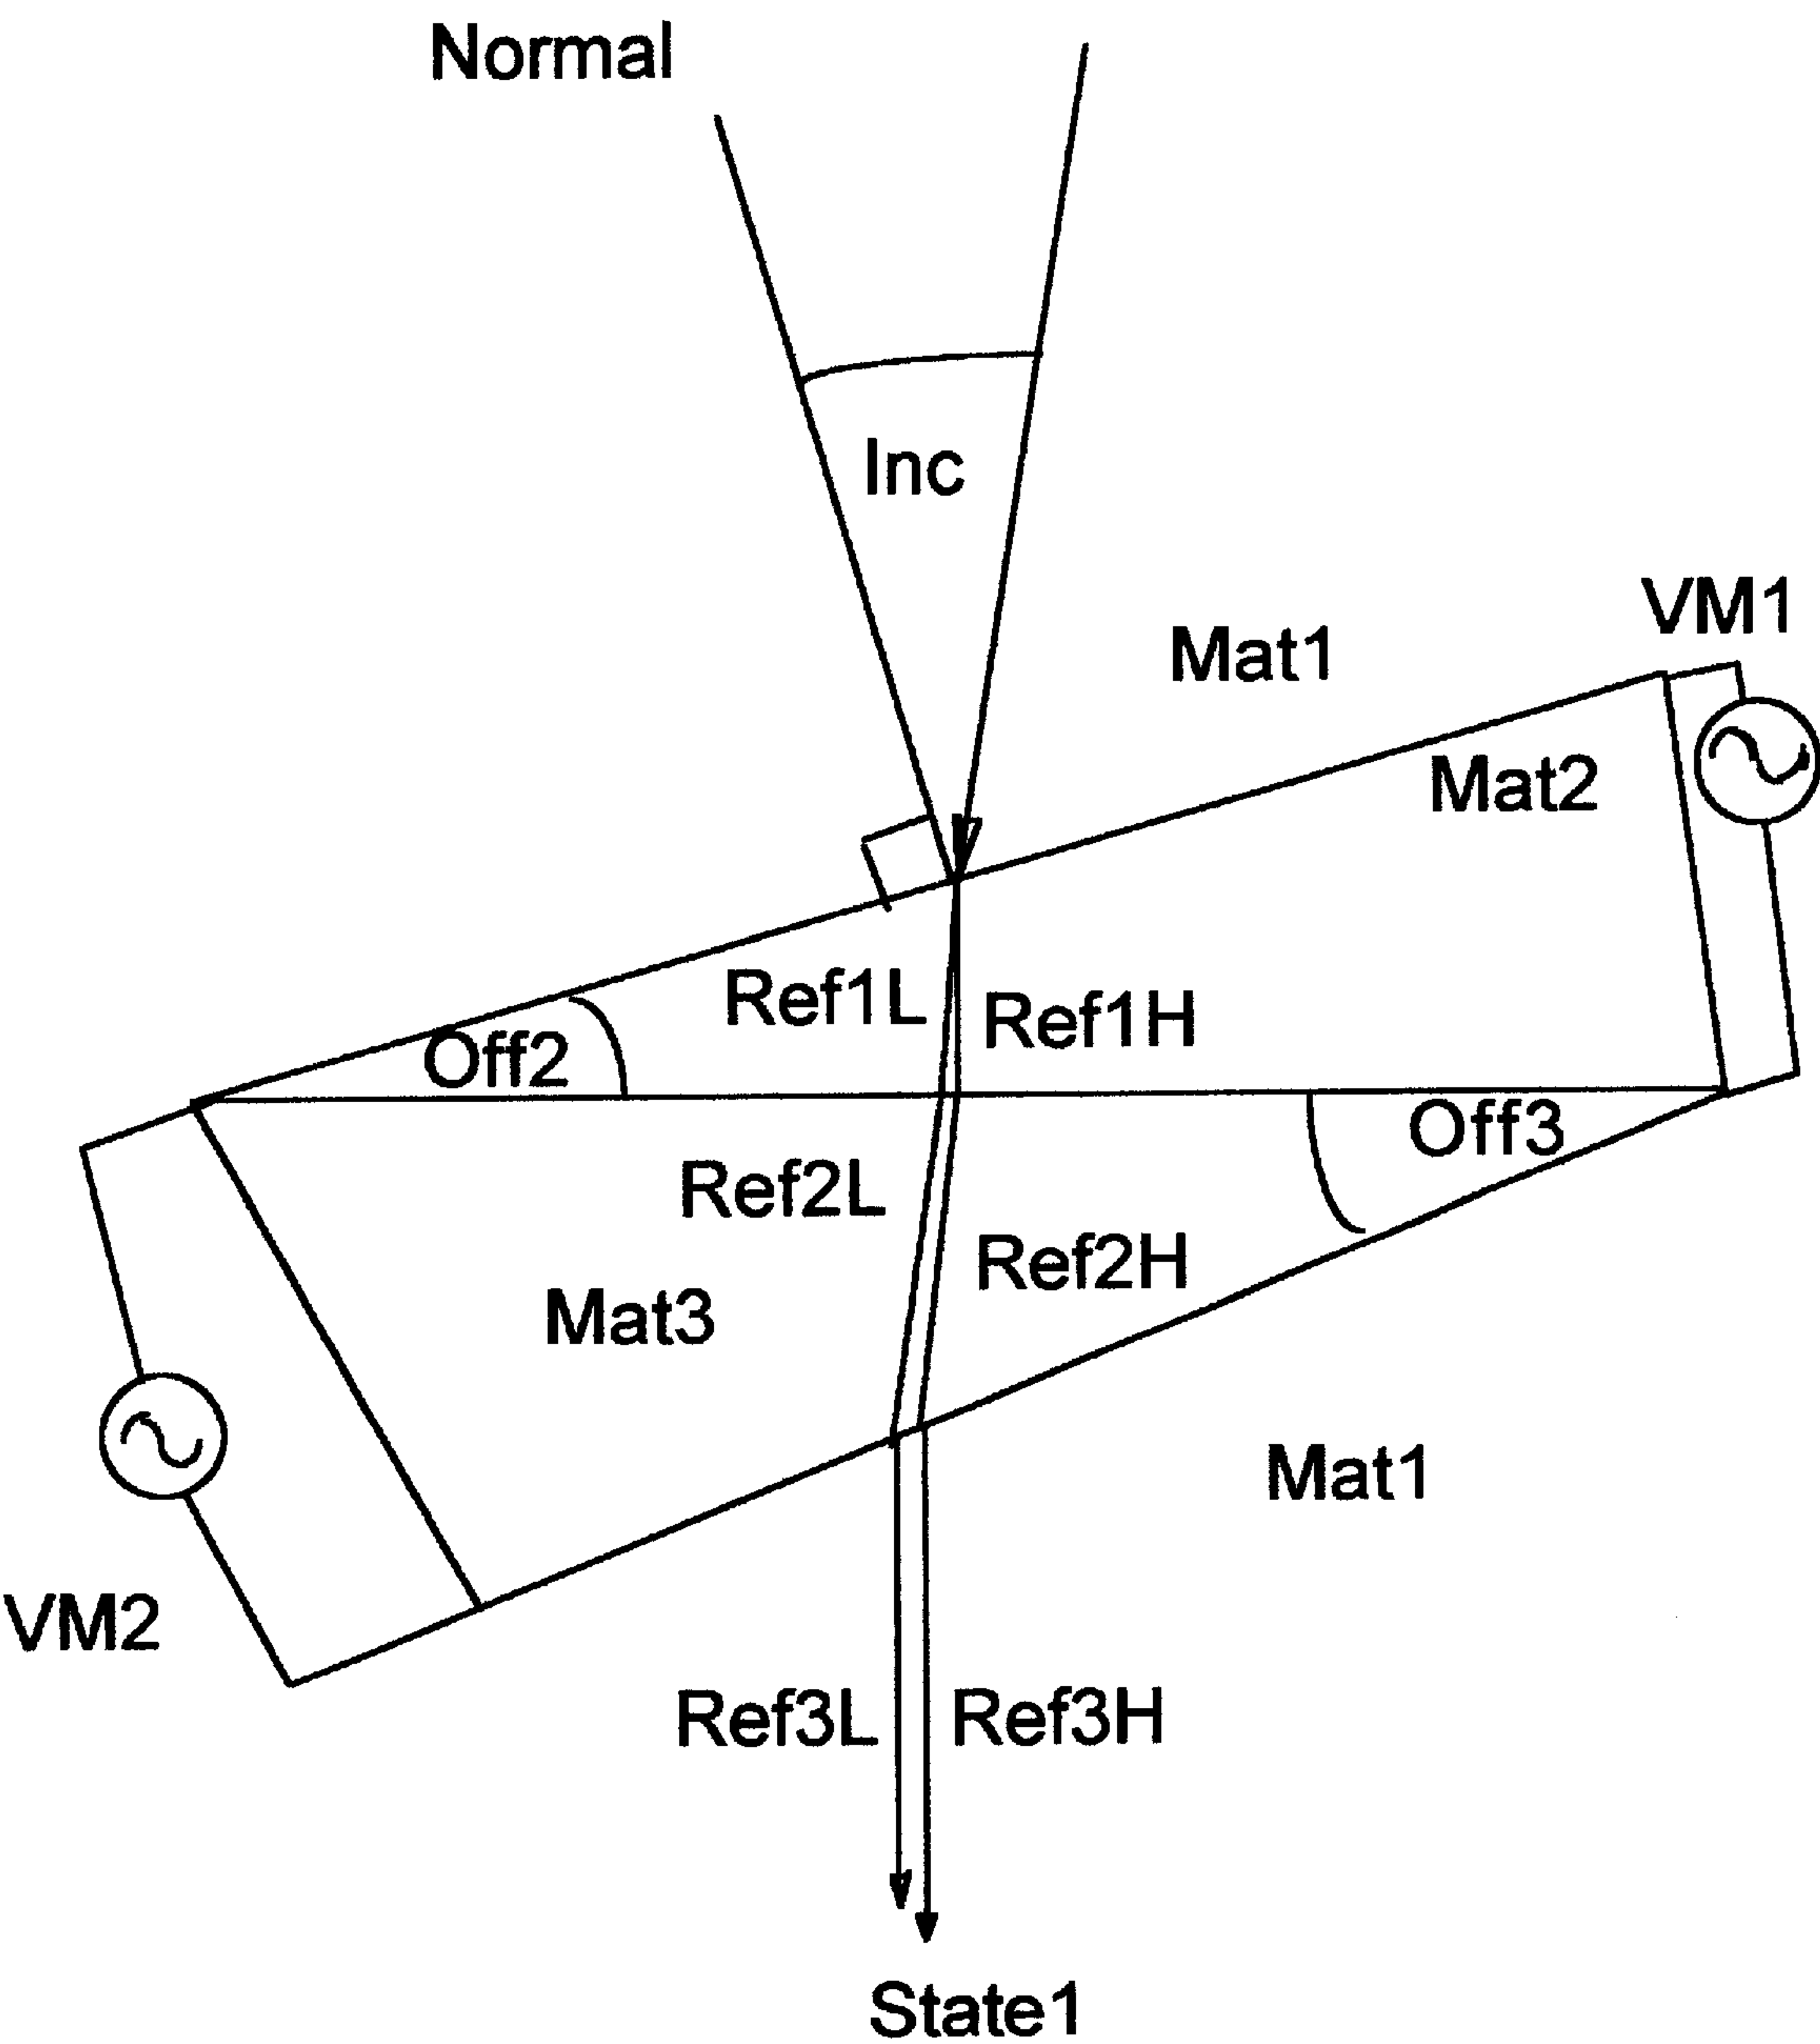 Normal
Inc
VM1
Mat1
Mat2
Ref1L
Ref1H
Off2
Off3
Ref2L
Ref2H
Mat3
Mat1
VM2
Ref3L
Ref3H
State1